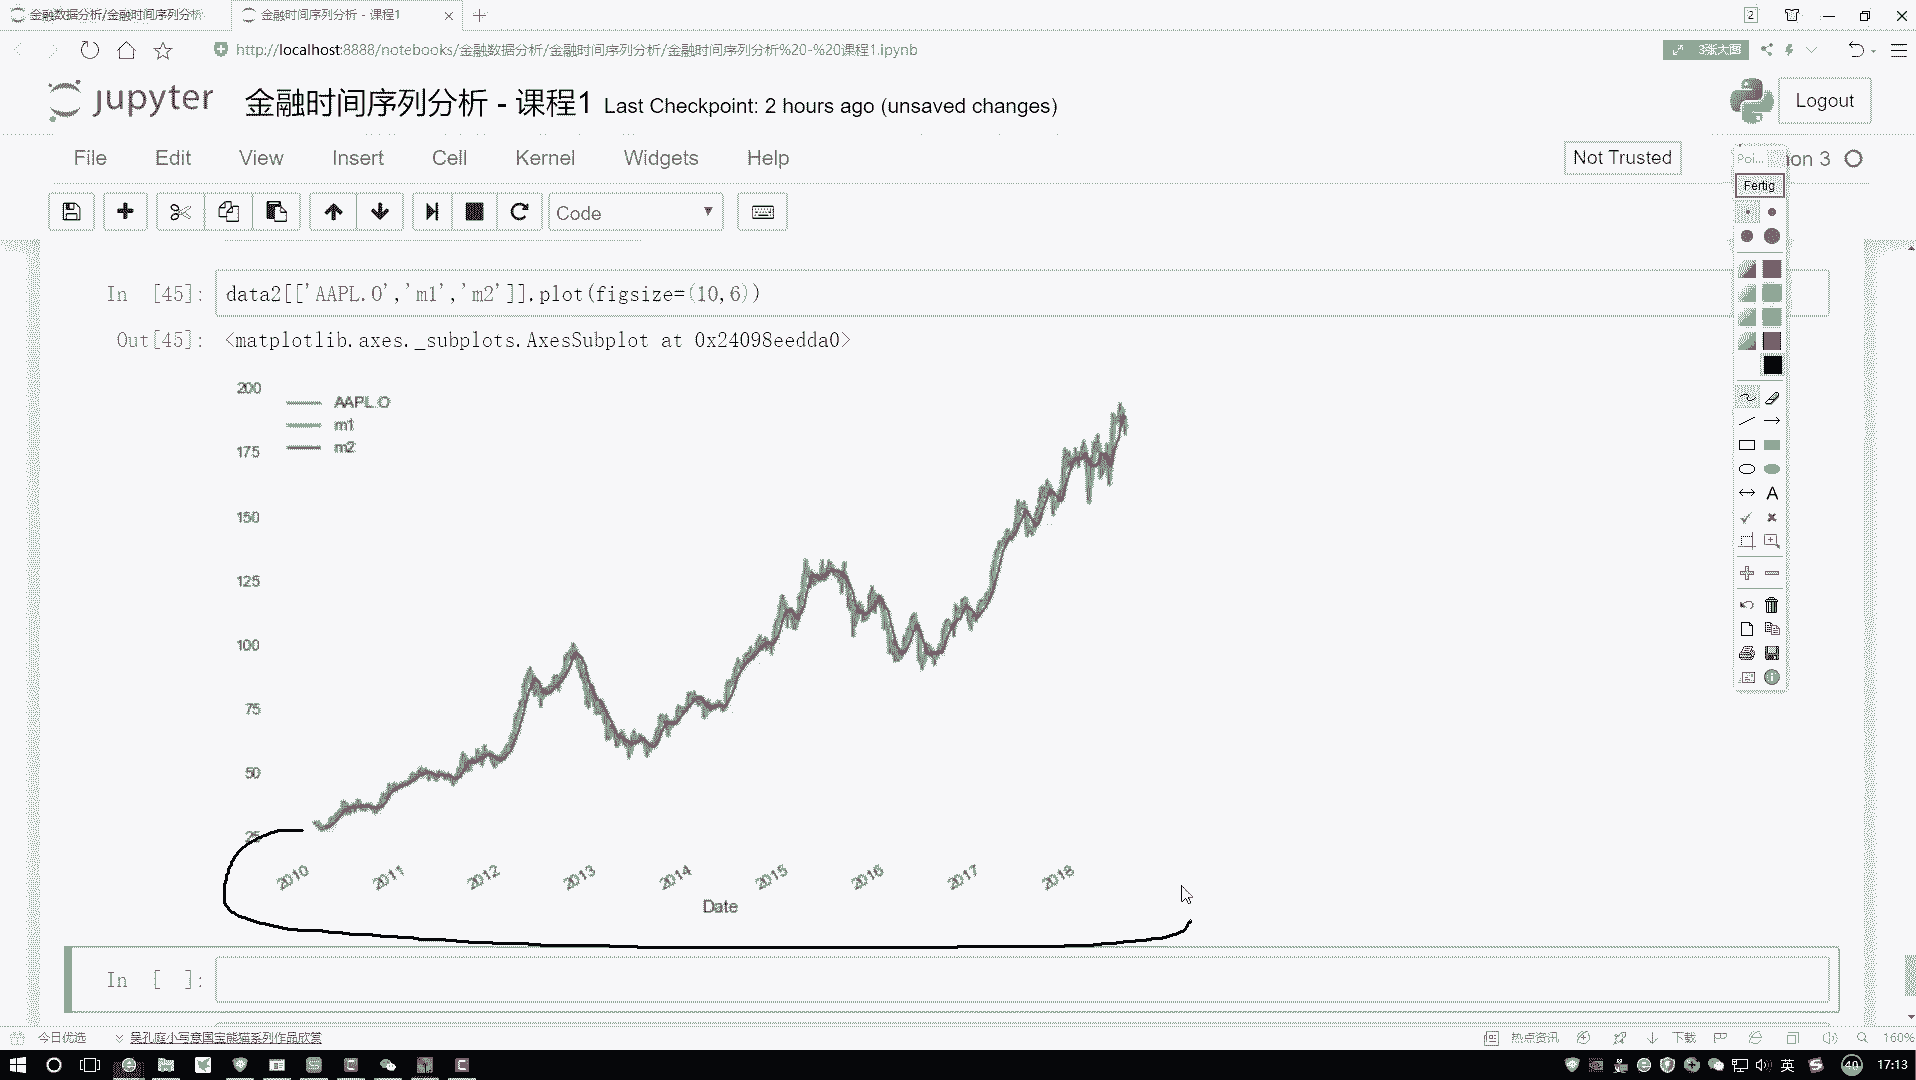 金融数据分析/金融时间序列分析
金融时间序列分析 - 课程1
2
http://localhost:8888/notebooks/金融数据分析/金融时间序列分析/金融时间序列分析%20-%20课程1.ipynb
3张大图
jupyter
金融时间序列分析 - 课程1 Last Checkpoint: 2 hours ago (unsaved changes)
Logout
File Edit View Insert Cell Kernel Widgets Help
Not Trusted
Poi... on 3
Fertig
Code
In [45]: data2[['AAPL.O','m1','m2']].plot(figsize=(10,6))
Out[45]: <matplotlib.axes._subplots.AxesSubplot at 0x24098eedda0>
200
AAPL.O
m1
m2
175
150
125
100
75
50
25
2010 2011 2012 2013 2014 2015 2016 2017 2018
Date
In [ ]:
今日优选
吴孔庭小写意国宝熊猫系列作品欣赏
热点资讯
下载
160%
英
40
17:13